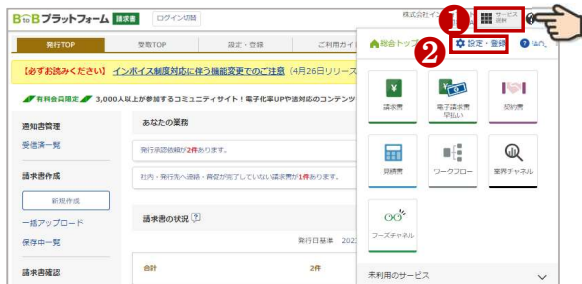 BtoBプラットフォーム 請求書 ログイン切替
株式会社イン
サービス選択
1
発行TOP 受取TOP 設定・登録 ご利用ガイ
総合トップ 2 設定・登録
【必ずお読みください】 インボイス制度対応に伴う機能変更でのご注意 (4月26日リリース
有料会員限定 3,000人以上が参加するコミュニティサイト！電子化率UPや法対応のコンテンツ
通知書管理
受信済一覧
請求書作成
新規作成
一括アップロード
保存中一覧
請求書確認
あなたの業務
発行承認依頼が2件あります。
社内・発行先へ連絡・責促が完了していない請求書が1件あります。
請求書の状況 ?
発行日基準 202
合計 2件
請求書
電子請求書
早払い
契約書
見積書
ワークフロー
業界チャネル
フーズチャネル
未利用のサービス